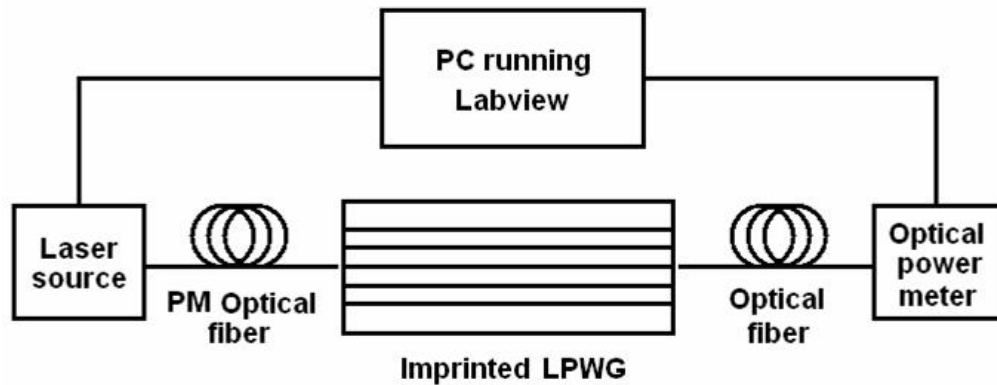 PC running
Labview
Laser
source
PM Optical
fiber
Imprinted LPWG
Optical
fiber
Optical
power
meter